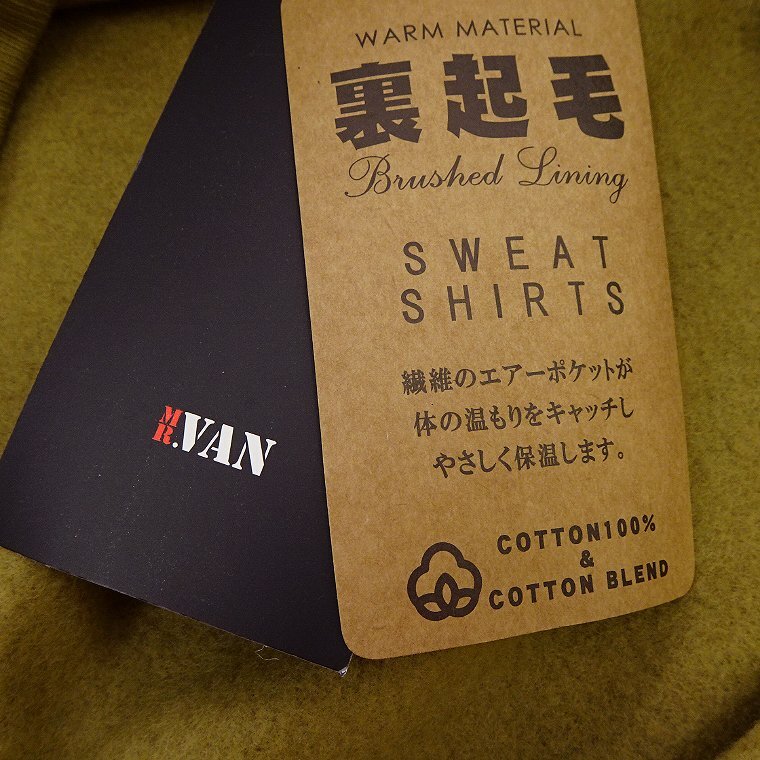 WARM MATERIAL
裏起毛
Brushed Lining
SWEAT
SHIRTS
繊維のエアーポケットが
体の温もりをキャッチし
やさしく保温します。
COTTON100%
&
COTTON BLEND
MR.VAN